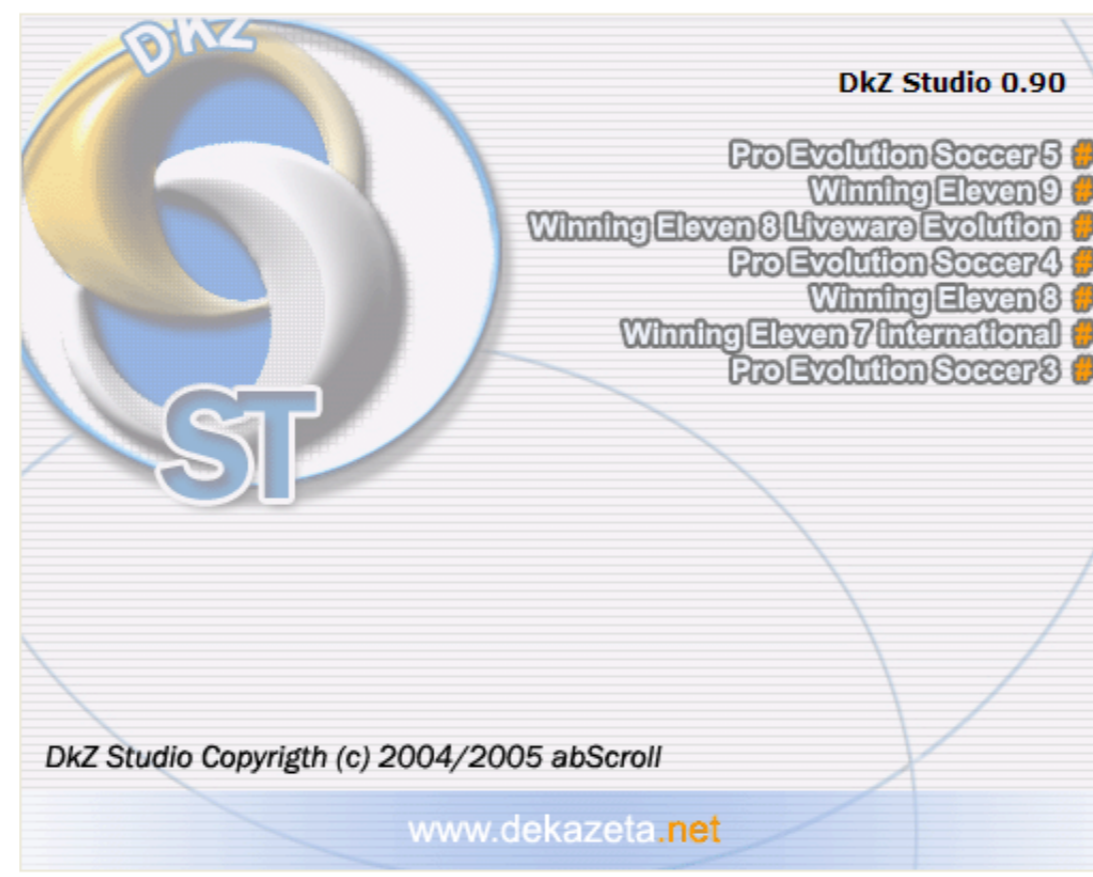 DKZ
ST
DkZ Studio 0.90
Pro Evolution Soccer 5 #
Winning Eleven 9 #
Winning Eleven 8 Liveware Evolution #
Pro Evolution Soccer 4 #
Winning Eleven 8 #
Winning Eleven 7 international #
Pro Evolution Soccer 3 #
DkZ Studio Copyrigth (c) 2004/2005 abScroll
www.dekazeta.net